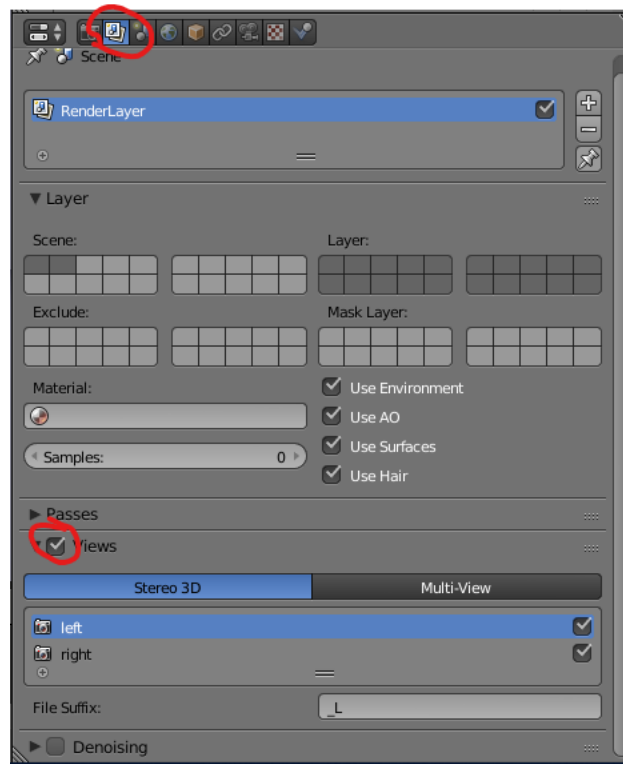 Scene
RenderLayer
Layer
Scene: Layer:
Exclude: Mask Layer:
Material: Use Environment
Use AO
Samples: 0 Use Surfaces
Use Hair
Passes
Views
Stereo 3D Multi-View
left
right
File Suffix: _L
Denoising